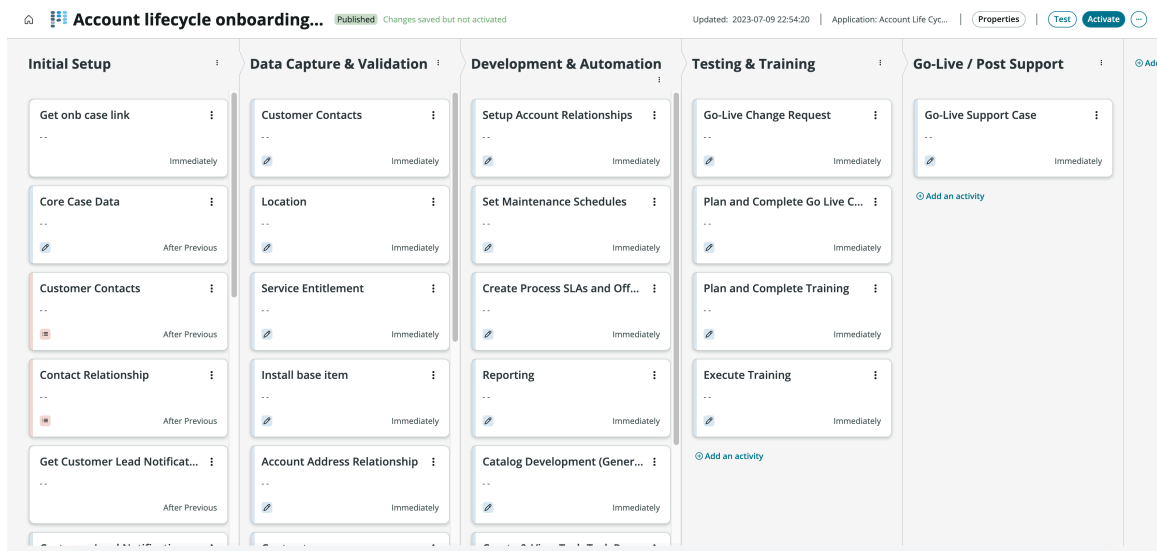 Account lifecycle onboarding... Published Changes saved but not activated Updated: 2023-07-09 22:54:20 | Application: Account Life Cyc... | Properties | Test Activate
Initial Setup
Get onb case link
--
Immediately
Core Case Data
--
After Previous
Customer Contacts
--
After Previous
Contact Relationship
--
After Previous
Get Customer Lead Notificat...
--
After Previous
Data Capture & Validation
Customer Contacts
--
Immediately
Location
--
Immediately
Service Entitlement
--
Immediately
Install base item
--
Immediately
Account Address Relationship
--
Immediately
Development & Automation
Setup Account Relationships
--
Immediately
Set Maintenance Schedules
--
Immediately
Create Process SLAs and Off...
--
Immediately
Reporting
--
Immediately
Catalog Development (Gener...
--
Immediately
Testing & Training
Go-Live Change Request
--
Immediately
Plan and Complete Go Live C...
--
Immediately
Plan and Complete Training
--
Immediately
Execute Training
--
Immediately
Add an activity
Go-Live / Post Support
Go-Live Support Case
--
Immediately
Add an activity